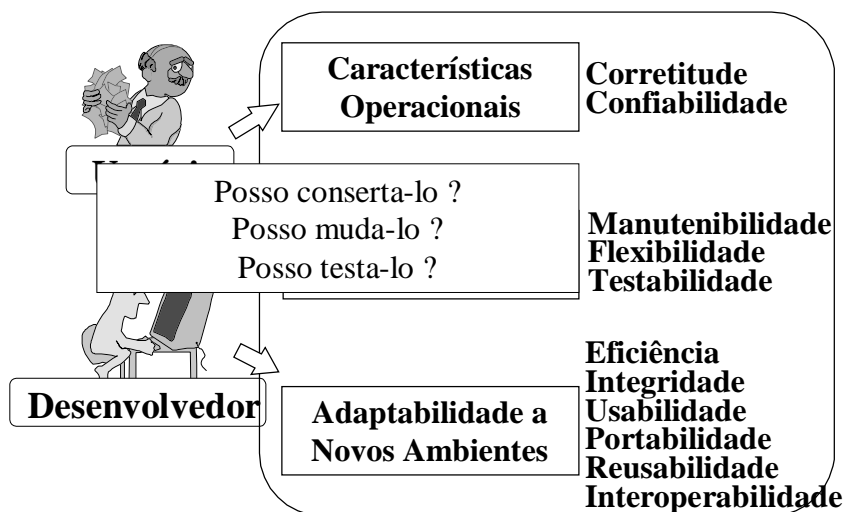 Características
Operacionais
Corretitude
Confiabilidade
Posso conserta-lo ?
Posso muda-lo ?
Posso testa-lo ?
Manutenibilidade
Flexibilidade
Testabilidade
Desenvolvedor
Adaptabilidade a
Novos Ambientes
Eficiência
Integridade
Usabilidade
Portabilidade
Reusabilidade
Interoperabilidade